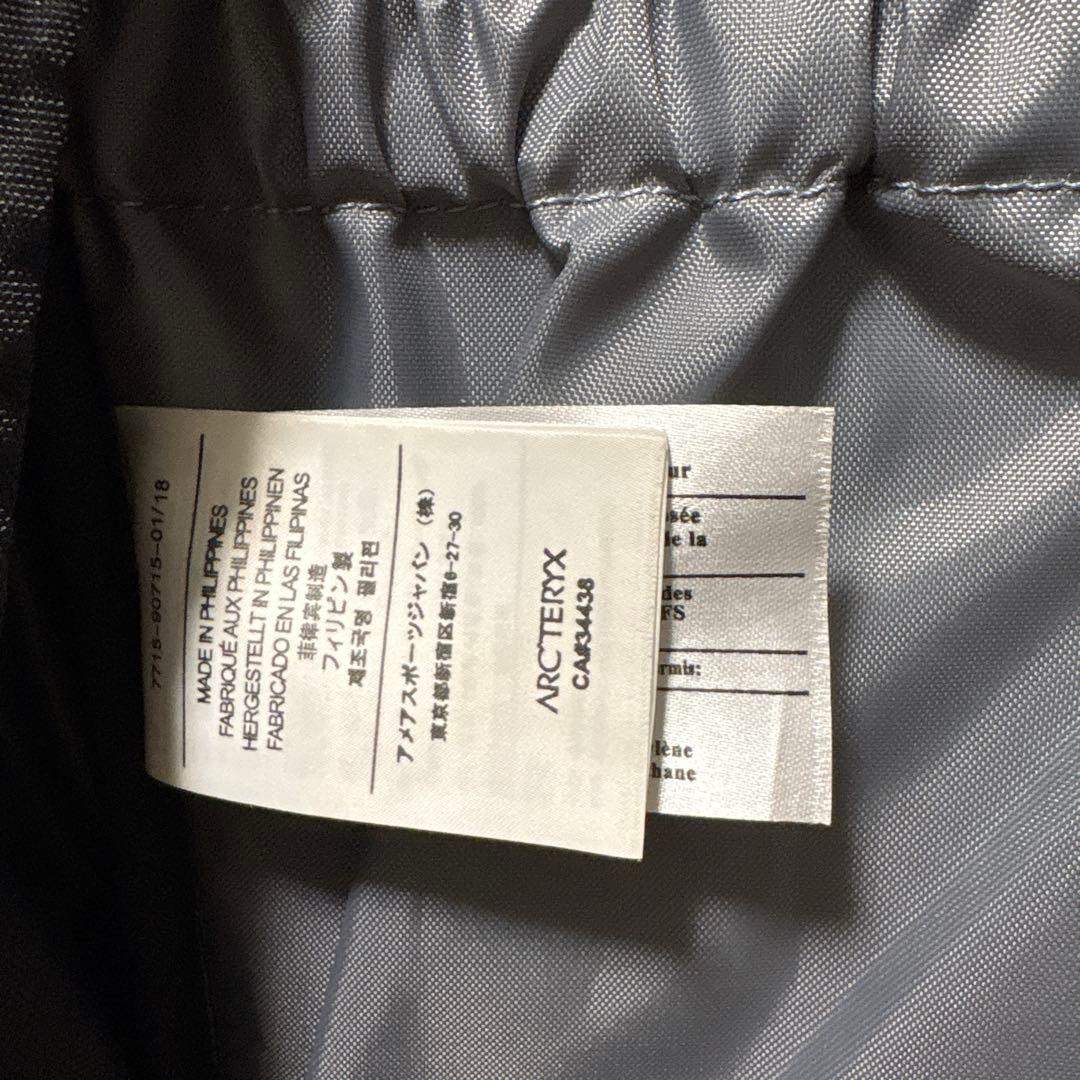 7715-90715-01/18
MADE IN PHILIPPINES
FABRIQUÉ AUX PHILIPPINES
HERGESTELLT IN PHILIPPINEN
FABRICADO EN LAS FILIPINAS
菲律宾制造
フィリピン製
제조국명 필리핀
アメアスポーツジャパン (株)
東京都新宿区新宿6-27-30
ARC'TERYX
CA#34438
ur
osée
de la
des
FS
ermis:
lène
hane